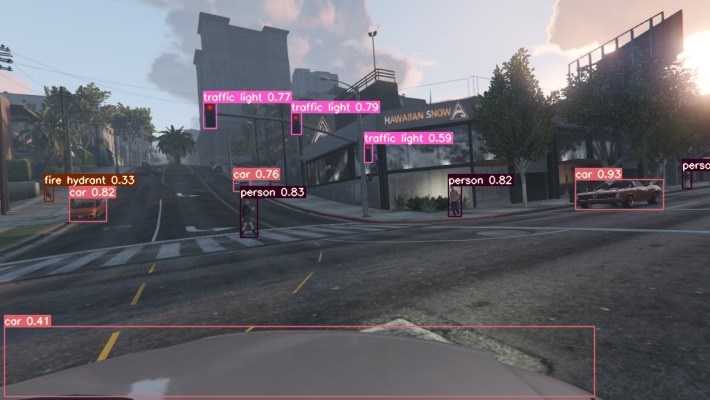 traffic light 0.77
traffic light 0.79
HAWAIIAN SNOW
traffic light 0.59
car 0.76
fire hydrant 0.33
car 0.82
person 0.83
person 0.82
car 0.93
perso
car 0.41